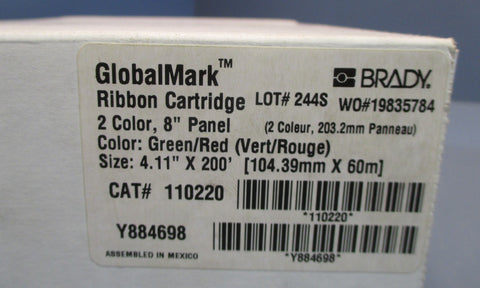 GlobalMark™ BRADY.
Ribbon Cartridge LOT# 244S WO#19835784
2 Color, 8" Panel (2 Coleur, 203.2mm Panneau)
Color: Green/Red (Vert/Rouge)
Size: 4.11" X 200' [104.39mm X 60m]
CAT# 110220
*110220*
Y884698
*Y884698*
ASSEMBLED IN MEXICO